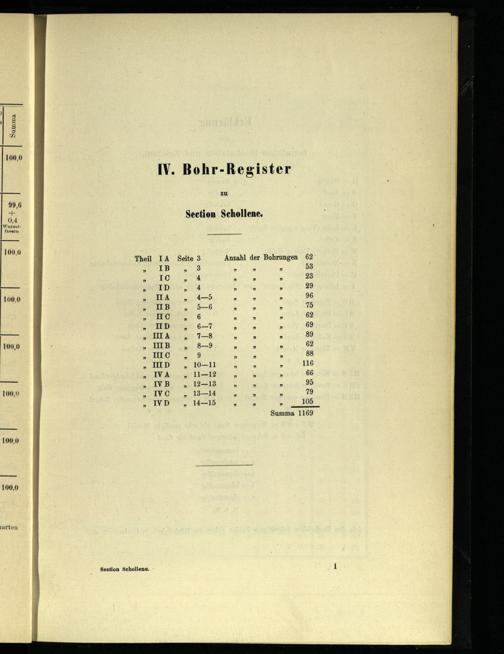 Summa
100,0
99,6
+
0,4
Wurzel-
fasern
100,0
100,0
100,0
100,0
100,0
100,0
IV. Bohr-Register
zu
Section Schollene.
Theil I A Seite 3 Anzahl der Bohrungen 62
„ I B „ 3 „ „ „ 53
„ I C „ 4 „ „ „ 23
„ I D „ 4 „ „ „ 29
„ II A „ 4—5 „ „ „ 96
„ II B „ 5—6 „ „ „ 75
„ II C „ 6 „ „ „ 62
„ II D „ 6—7 „ „ „ 69
„ III A „ 7—8 „ „ „ 89
„ III B „ 8—9 „ „ „ 62
„ III C „ 9 „ „ „ 88
„ III D „ 10—11 „ „ „ 116
„ IV A „ 11—12 „ „ „ 66
„ IV B „ 12—13 „ „ „ 95
„ IV C „ 13—14 „ „ „ 79
„ IV D „ 14—15 „ „ „ 105
Summa 1169
Section Schollene. 1